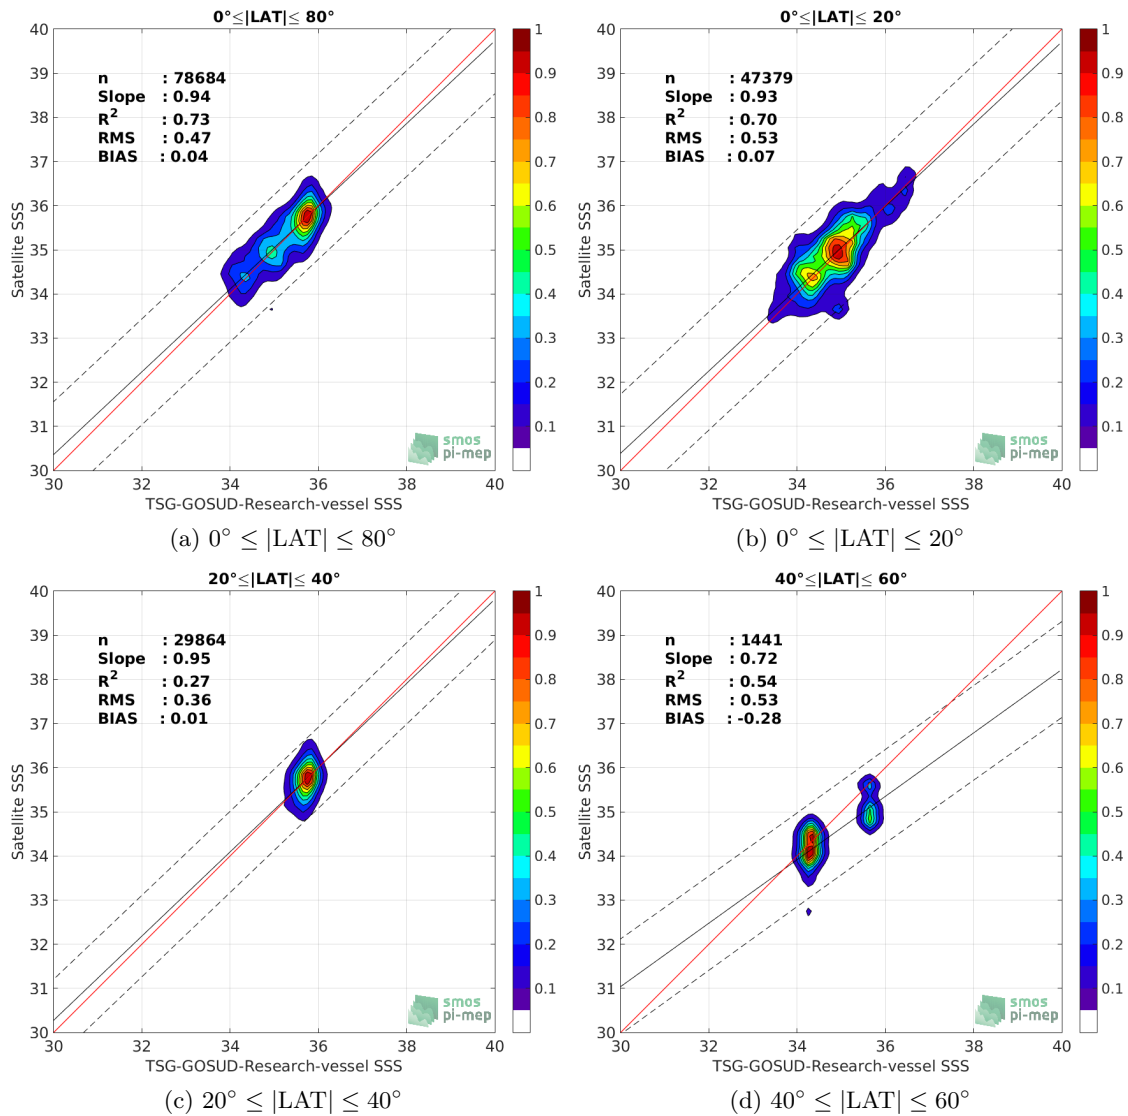 0°≤|LAT|≤ 80°
n : 78684
Slope : 0.94
R2 : 0.73
RMS : 0.47
BIAS : 0.04
Satellite SSS
40
39
38
37
36
35
34
33
32
31
30
30 32 34 36 38 40
TSG-GOSUD-Research-vessel SSS
1
0.9
0.8
0.7
0.6
0.5
0.4
0.3
0.2
0.1
smos
pi-mep
(a) 0° ≤ |LAT| ≤ 80°
0°≤|LAT|≤ 20°
n : 47379
Slope : 0.93
R2 : 0.70
RMS : 0.53
BIAS : 0.07
Satellite SSS
40
39
38
37
36
35
34
33
32
31
30
30 32 34 36 38 40
TSG-GOSUD-Research-vessel SSS
1
0.9
0.8
0.7
0.6
0.5
0.4
0.3
0.2
0.1
smos
pi-mep
(b) 0° ≤ |LAT| ≤ 20°
20°≤|LAT|≤ 40°
n : 29864
Slope : 0.95
R2 : 0.27
RMS : 0.36
BIAS : 0.01
Satellite SSS
40
39
38
37
36
35
34
33
32
31
30
30 32 34 36 38 40
TSG-GOSUD-Research-vessel SSS
1
0.9
0.8
0.7
0.6
0.5
0.4
0.3
0.2
0.1
smos
pi-mep
(c) 20° ≤ |LAT| ≤ 40°
40°≤|LAT|≤ 60°
n : 1441
Slope : 0.72
R2 : 0.54
RMS : 0.53
BIAS : -0.28
Satellite SSS
40
39
38
37
36
35
34
33
32
31
30
30 32 34 36 38 40
TSG-GOSUD-Research-vessel SSS
1
0.9
0.8
0.7
0.6
0.5
0.4
0.3
0.2
0.1
smos
pi-mep
(d) 40° ≤ |LAT| ≤ 60°